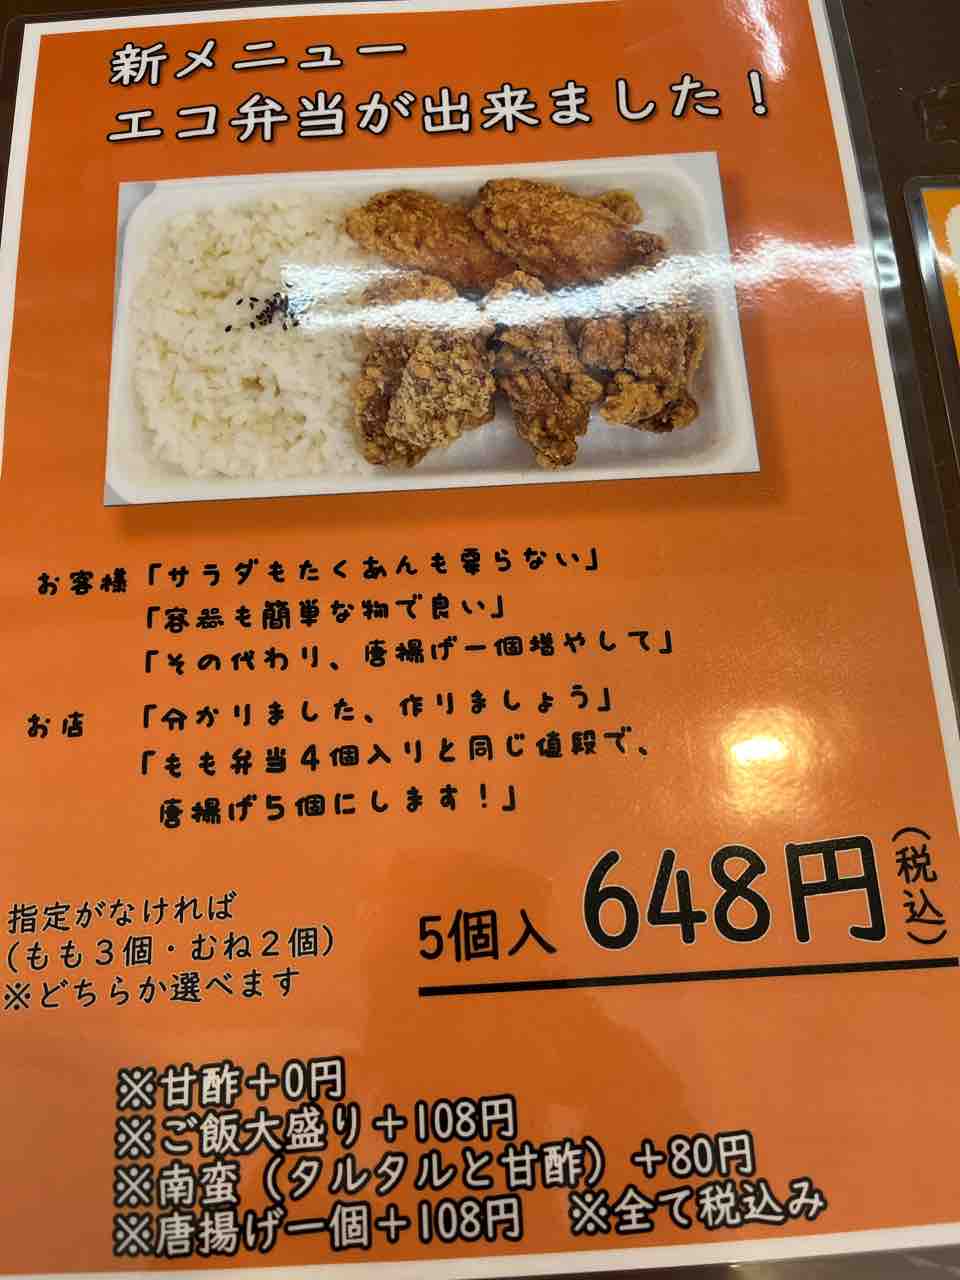 新メニュー
エコ弁当が出来ました！
お客様「サラダもたくあんも要らない」
「容器も簡単な物で良い」
「その代わり、唐揚げ一個増やして」
お店 「分かりました、作りましょう」
「もも弁当４個入りと同じ値段で、
唐揚げ５個にします！」
指定がなければ
（もも３個・むね２個）
※どちらか選べます
5個入 648円（税込）
※甘酢＋0円
※ご飯大盛り＋108円
※南蛮（タルタルと甘酢）＋80円
※唐揚げ一個＋108円 ※全て税込み